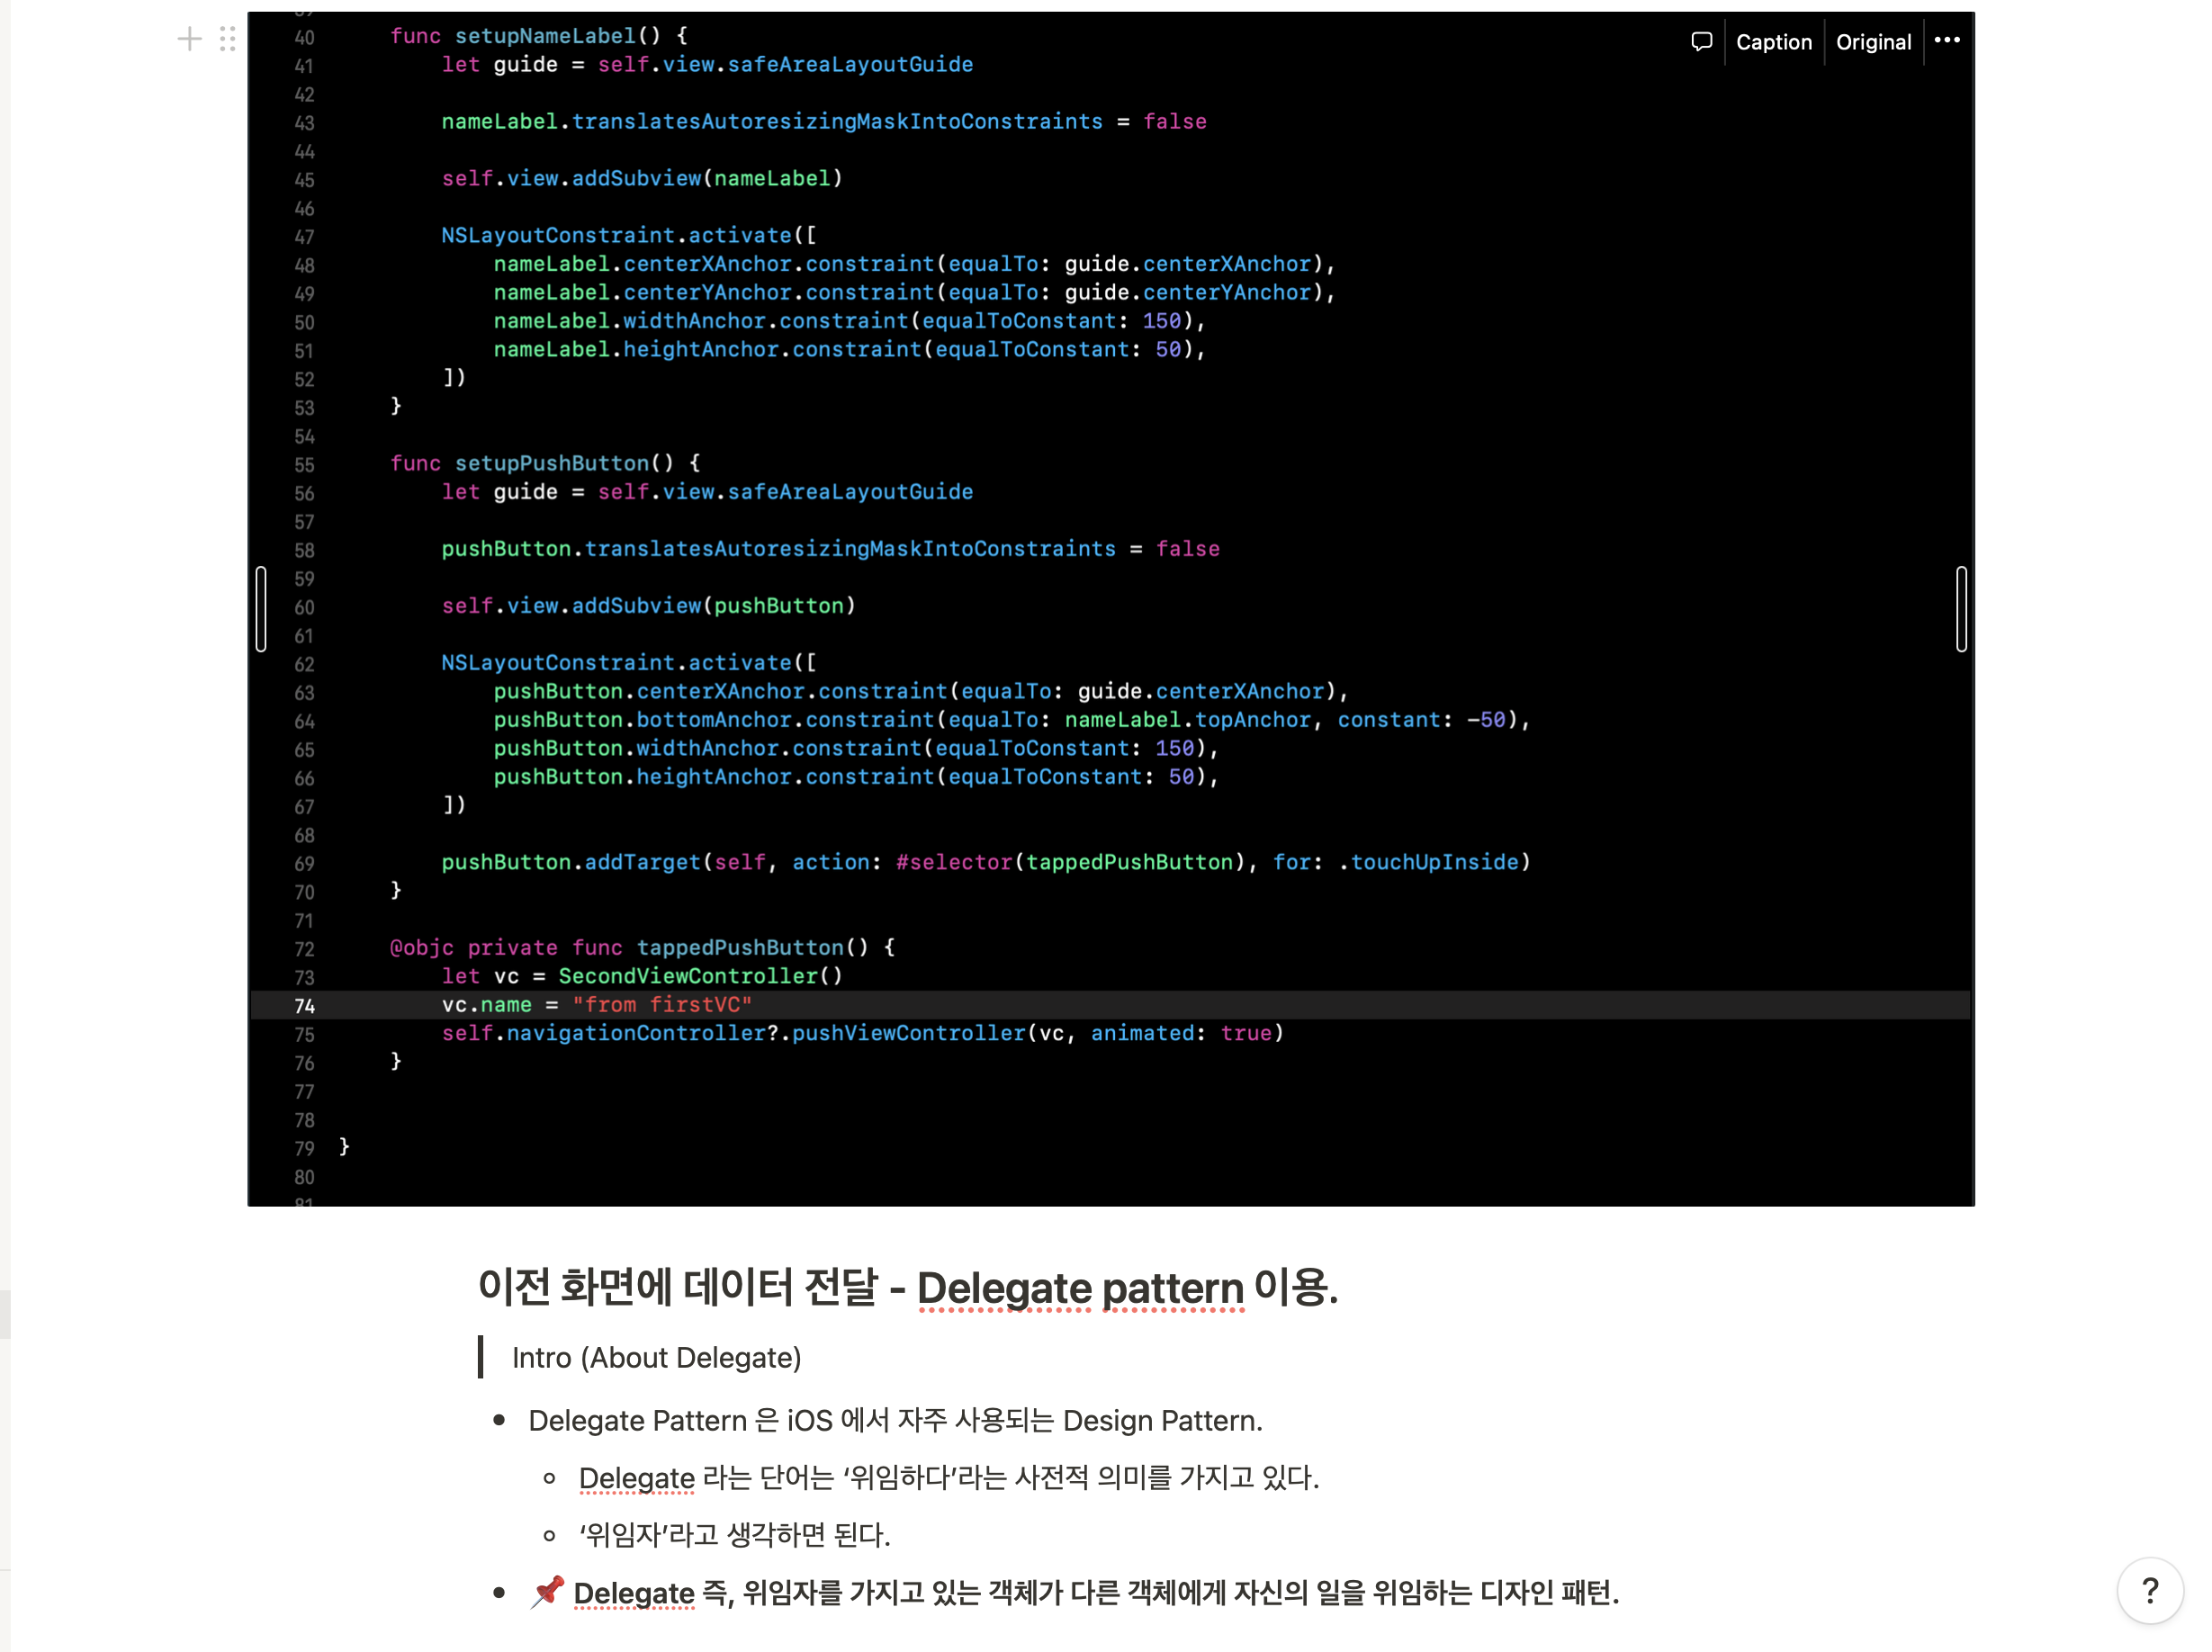 Caption Original •••
40 func setupNameLabel() {
41 let guide = self.view.safeAreaLayoutGuide
42
43 nameLabel.translatesAutoresizingMaskIntoConstraints = false
44
45 self.view.addSubview(nameLabel)
46
47 NSLayoutConstraint.activate([
48 nameLabel.centerXAnchor.constraint(equalTo: guide.centerXAnchor),
49 nameLabel.centerYAnchor.constraint(equalTo: guide.centerYAnchor),
50 nameLabel.widthAnchor.constraint(equalToConstant: 150),
51 nameLabel.heightAnchor.constraint(equalToConstant: 50),
52 ])
53 }
54
55 func setupPushButton() {
56 let guide = self.view.safeAreaLayoutGuide
57
58 pushButton.translatesAutoresizingMaskIntoConstraints = false
59
60 self.view.addSubview(pushButton)
61
62 NSLayoutConstraint.activate([
63 pushButton.centerXAnchor.constraint(equalTo: guide.centerXAnchor),
64 pushButton.bottomAnchor.constraint(equalTo: nameLabel.topAnchor, constant: -50),
65 pushButton.widthAnchor.constraint(equalToConstant: 150),
66 pushButton.heightAnchor.constraint(equalToConstant: 50),
67 ])
68
69 pushButton.addTarget(self, action: #selector(tappedPushButton), for: .touchUpInside)
70 }
71
72 @objc private func tappedPushButton() {
73 let vc = SecondViewController()
74 vc.name = "from firstVC"
75 self.navigationController?.pushViewController(vc, animated: true)
76 }
77
78
79 }
80
이전 화면에 데이터 전달 - Delegate pattern 이용.
Intro (About Delegate)
• Delegate Pattern 은 iOS 에서 자주 사용되는 Design Pattern.
◦ Delegate 라는 단어는 ‘위임하다’라는 사전적 의미를 가지고 있다.
◦ ‘위임자’라고 생각하면 된다.
• 📌 Delegate 즉, 위임자를 가지고 있는 객체가 다른 객체에게 자신의 일을 위임하는 디자인 패턴.
?